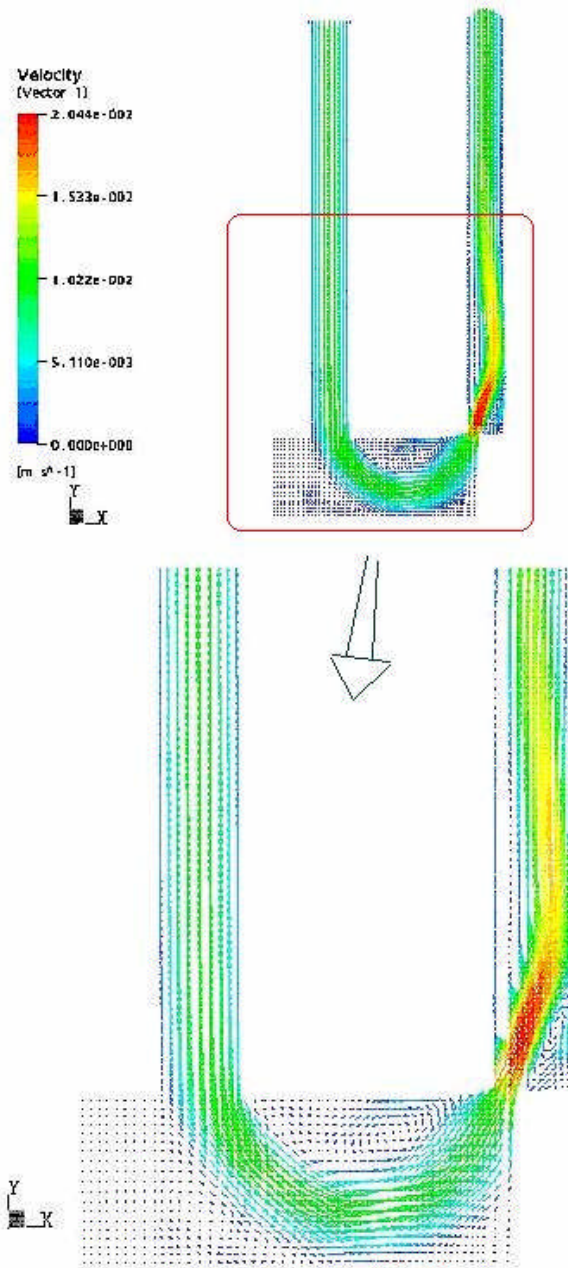 Velocity
(Vector 1)
2.044e-002
1.533e-002
1.022e-002
5.110e-003
0.000e+000
[m s^-1]
Y
X
Y
X